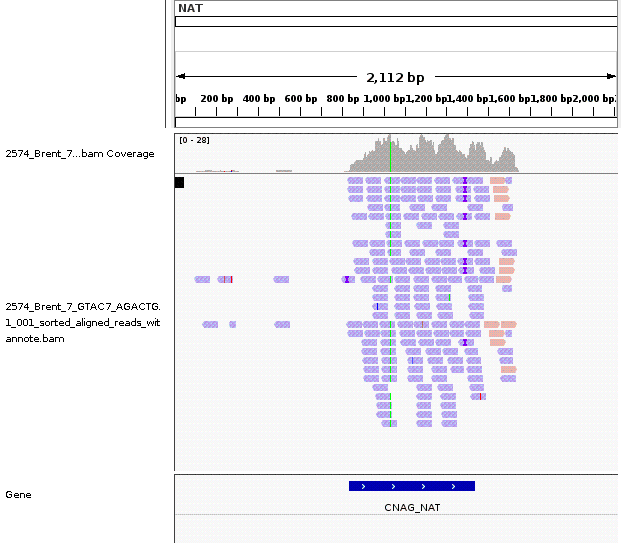 NAT
2,112 bp
bp 200 bp 400 bp 600 bp 800 bp 1,000 bp 1,200 bp 1,400 bp 1,600 bp 1,800 bp 2,000 bp
[0 - 28]
2574_Brent_7...bam Coverage
2574_Brent_7_GTAC7_AGACTG.
1_001_sorted_aligned_reads_wit
annote.bam
Gene
CNAG_NAT